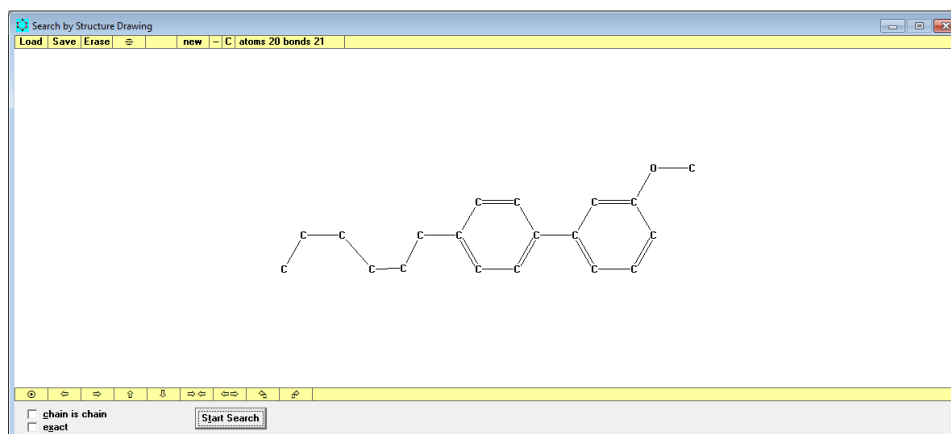 Search by Structure Drawing
Load Save Erase new – C atoms 20 bonds 21
O C
C C C C
C C C C C C C
C C C C C C C
chain is chain
exact
Start Search